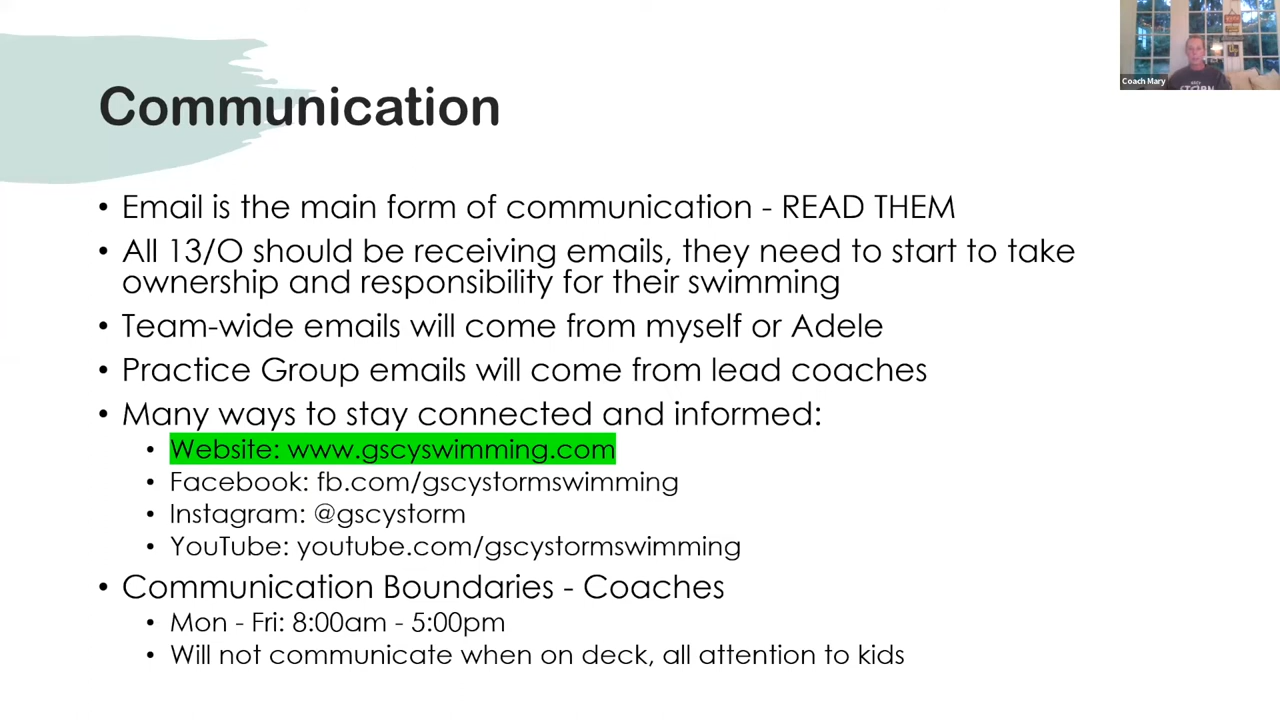 Coach Mary
Communication
• Email is the main form of communication - READ THEM
• All 13/O should be receiving emails, they need to start to take
ownership and responsibility for their swimming
• Team-wide emails will come from myself or Adele
• Practice Group emails will come from lead coaches
• Many ways to stay connected and informed:
• Website: www.gscyswimming.com
• Facebook: fb.com/gscystormswimming
• Instagram: @gscystorm
• YouTube: youtube.com/gscystormswimming
• Communication Boundaries - Coaches
• Mon - Fri: 8:00am - 5:00pm
• Will not communicate when on deck, all attention to kids